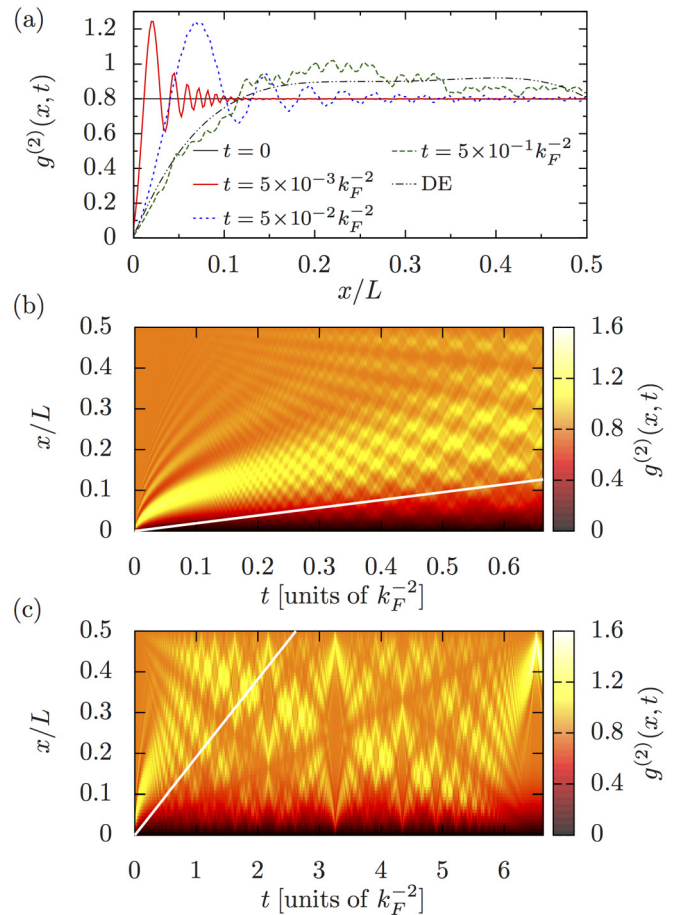 (a)
1.2
1
0.8
0.6
0.4
0.2
0
g^{(2)}(x, t)
t = 0
t = 5×10^{-3}k_F^{-2}
t = 5×10^{-2}k_F^{-2}
t = 5×10^{-1}k_F^{-2}
DE
0 0.1 0.2 0.3 0.4 0.5
x/L
(b)
0.5
0.4
0.3
0.2
0.1
0
x/L
0 0.1 0.2 0.3 0.4 0.5 0.6
t [units of k_F^{-2}]
1.6
1.2
0.8
0.4
0
g^{(2)}(x, t)
(c)
0.5
0.4
0.3
0.2
0.1
0
x/L
0 1 2 3 4 5 6
t [units of k_F^{-2}]
1.6
1.2
0.8
0.4
0
g^{(2)}(x, t)